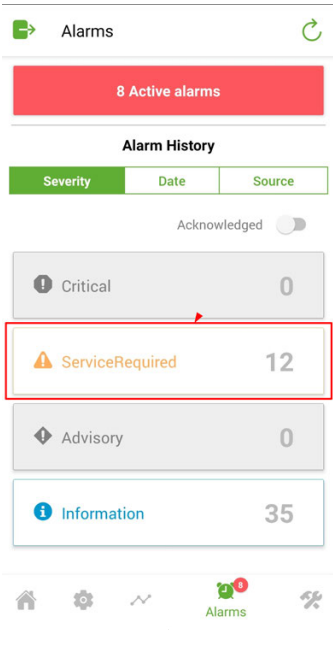 Alarms
8 Active alarms
Alarm History
Severity Date Source
Acknowledged
Critical 0
ServiceRequired 12
Advisory 0
Information 35
8
Alarms